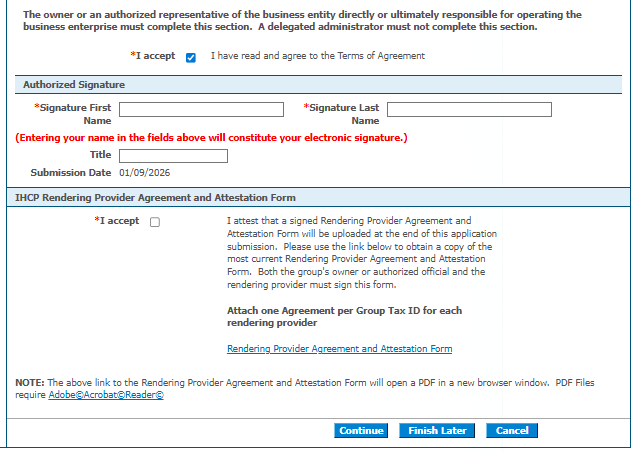 The owner or an authorized representative of the business entity directly or ultimately responsible for operating the
business enterprise must complete this section. A delegated administrator must not complete this section.
*I accept I have read and agree to the Terms of Agreement
Authorized Signature
*Signature First Name *Signature Last Name
(Entering your name in the fields above will constitute your electronic signature.)
Title
Submission Date 01/09/2026
IHCP Rendering Provider Agreement and Attestation Form
*I accept I attest that a signed Rendering Provider Agreement and
Attestation Form will be uploaded at the end of this application
submission. Please use the link below to obtain a copy of the
most current Rendering Provider Agreement and Attestation
Form. Both the group's owner or authorized official and the
rendering provider must sign this form.
Attach one Agreement per Group Tax ID for each
rendering provider
Rendering Provider Agreement and Attestation Form
NOTE: The above link to the Rendering Provider Agreement and Attestation Form will open a PDF in a new browser window. PDF Files
require Adobe©Acrobat©Reader©
Continue Finish Later Cancel